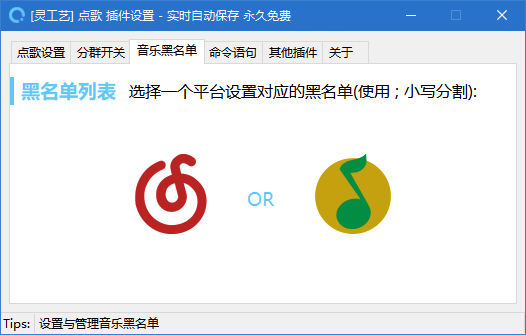 [灵工艺] 点歌 插件设置 - 实时自动保存 永久免费
点歌设置 分群开关 音乐黑名单 命令语句 其他插件 关于
黑名单列表 选择一个平台设置对应的黑名单(使用 ; 小写分割):
OR
Tips: 设置与管理音乐黑名单